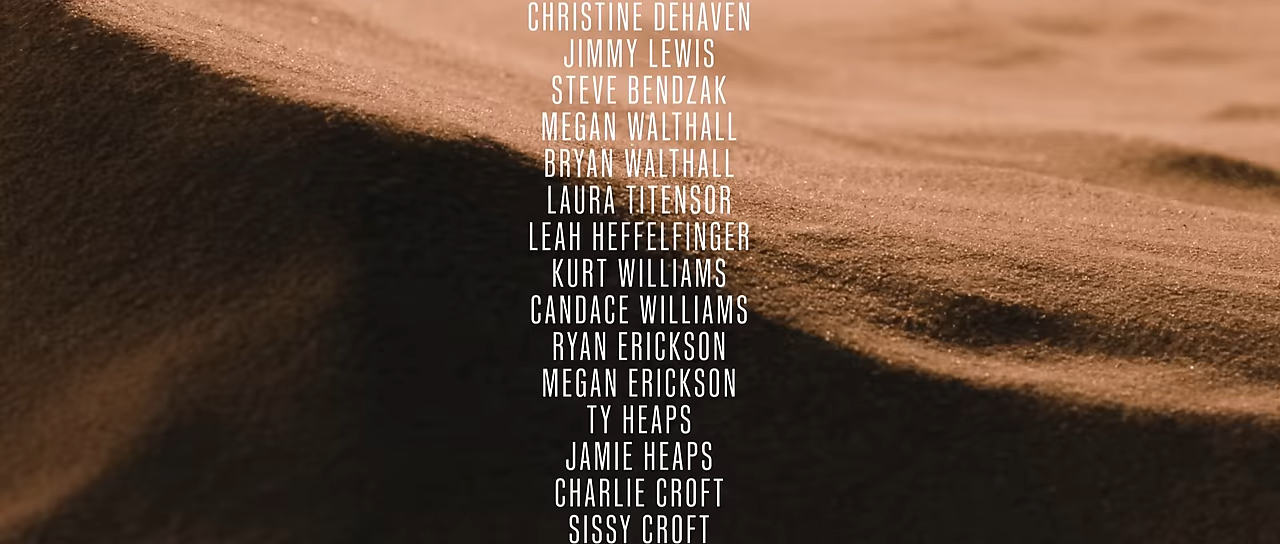 CHRISTINE DEHAVEN
JIMMY LEWIS
STEVE BENDZAK
MEGAN WALTHALL
BRYAN WALTHALL
LAURA TITENSOR
LEAH HEFFELFINGER
KURT WILLIAMS
CANDACE WILLIAMS
RYAN ERICKSON
MEGAN ERICKSON
TY HEAPS
JAMIE HEAPS
CHARLIE CROFT
SISSY CROFT